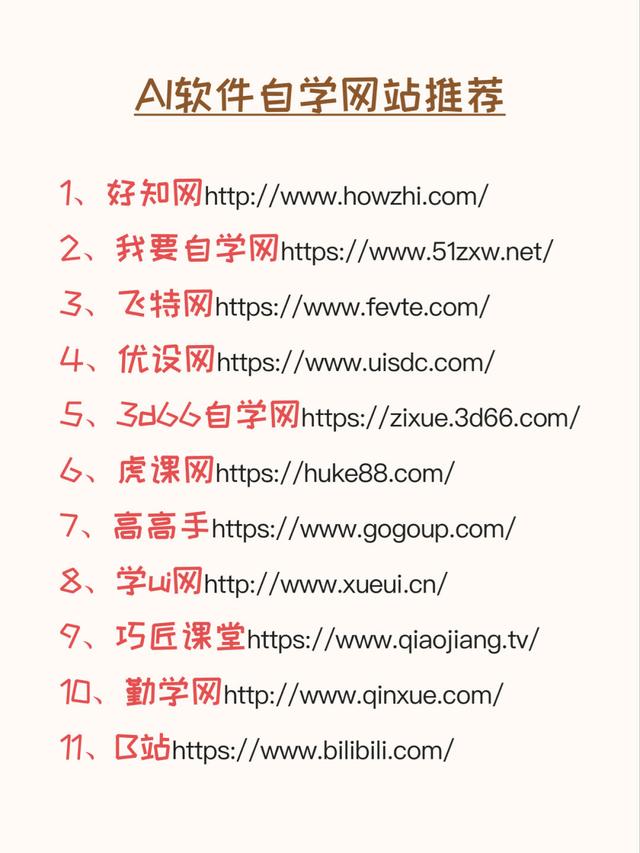 AI软件自学网站推荐
1、好知网http://www.howzhi.com/
2、我要自学网https://www.51zxw.net/
3、飞特网https://www.fevte.com/
4、优设网https://www.uisdc.com/
5、3d66自学网https://zixue.3d66.com/
6、虎课网https://huke88.com/
7、高高手https://www.gogoup.com/
8、学ui网http://www.xueui.cn/
9、巧匠课堂https://www.qiaojiang.tv/
10、勤学网http://www.qinxue.com/
11、B站https://www.bilibili.com/